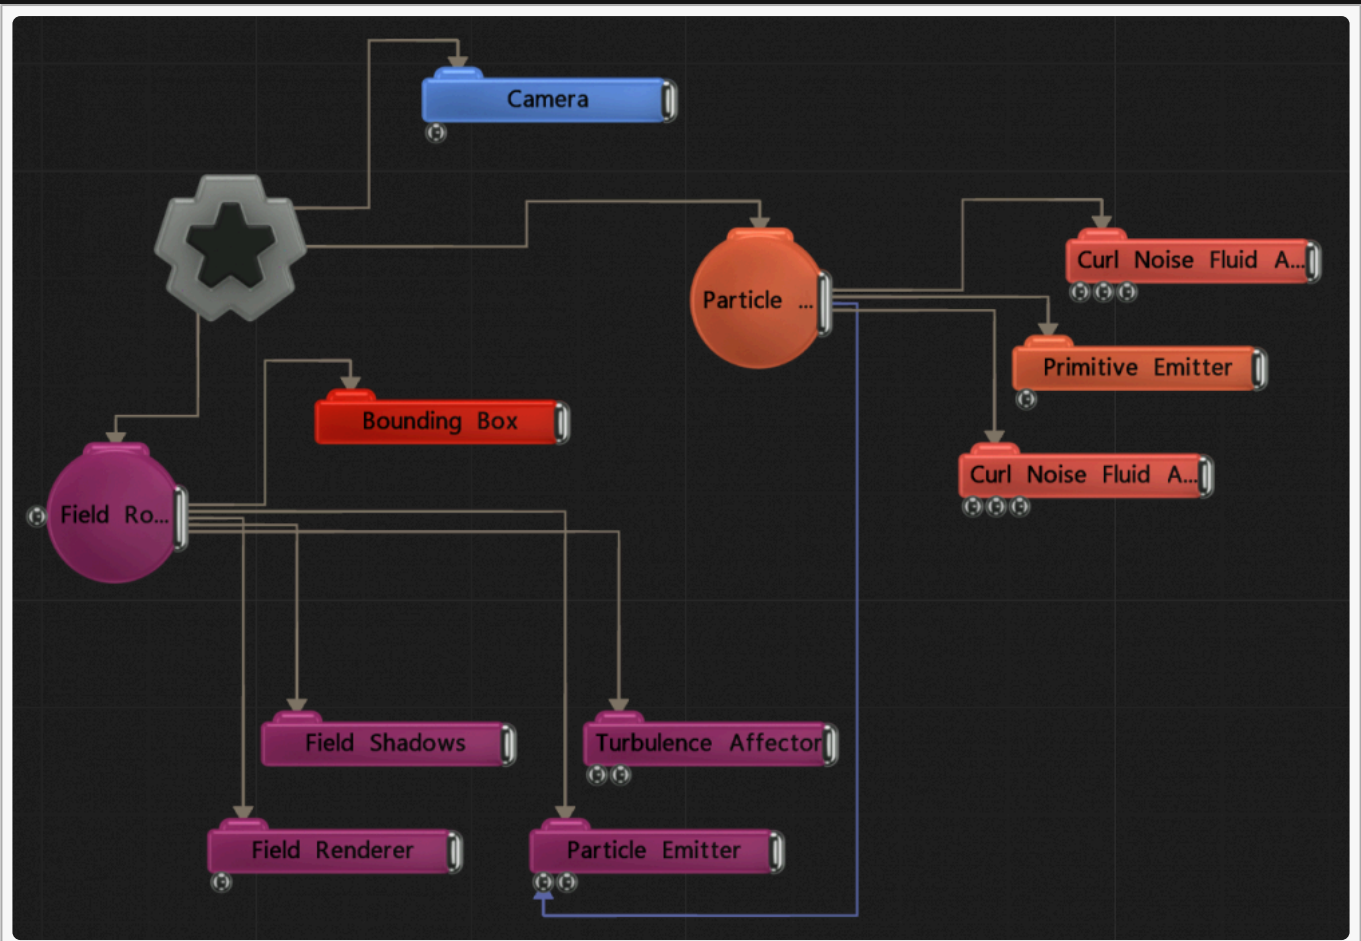 Camera
Curl Noise Fluid A...
Particle ...
Primitive Emitter
Bounding Box
Curl Noise Fluid A...
Field Ro...
Field Shadows
Turbulence Affector
Field Renderer
Particle Emitter